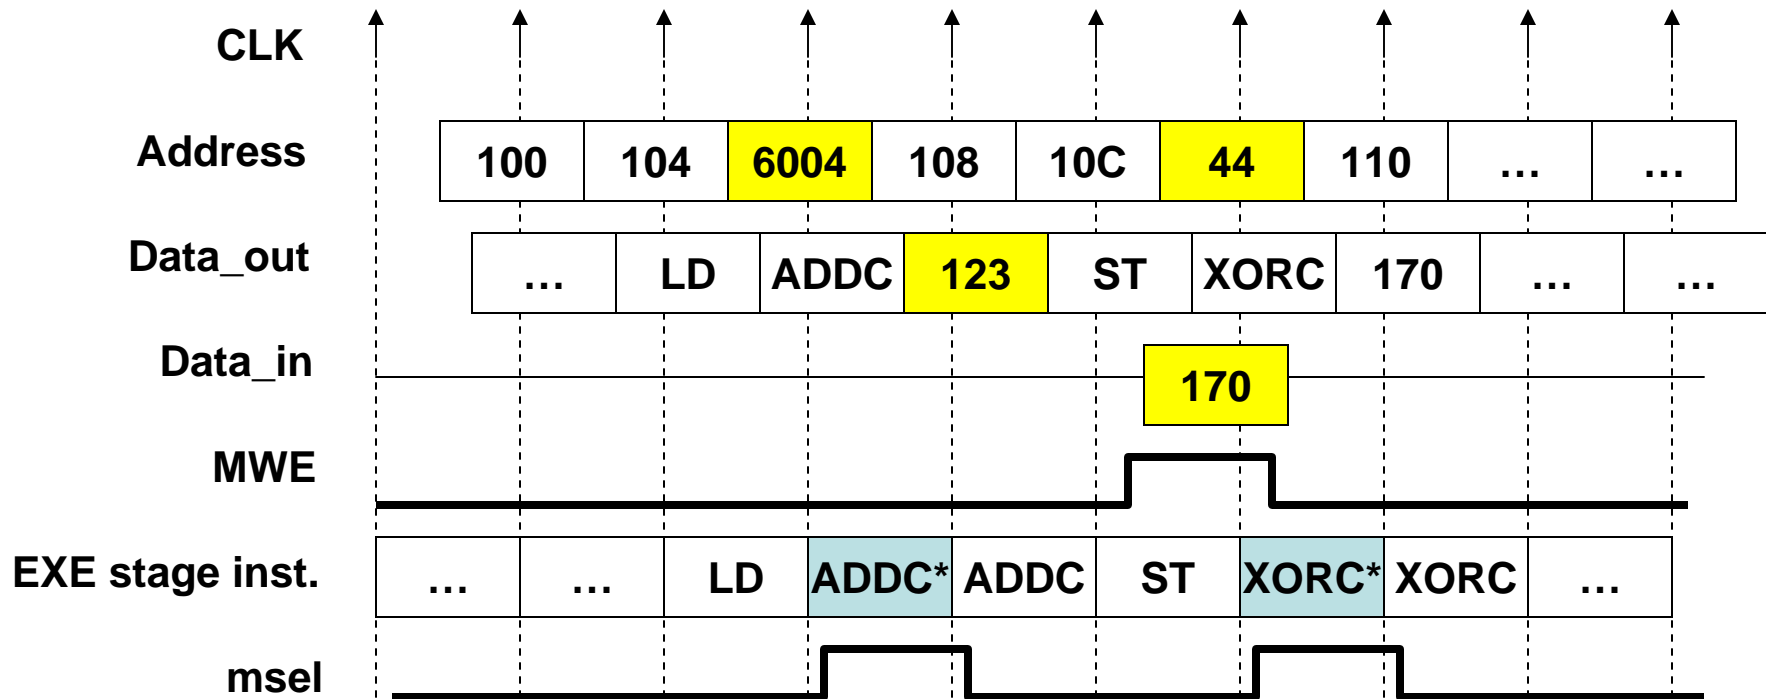 CLK
Address 100 104 6004 108 10C 44 110 … …
Data_out … LD ADDC 123 ST XORC 170 … …
Data_in 170
MWE
EXE stage inst. … … LD ADDC* ADDC ST XORC* XORC …
msel